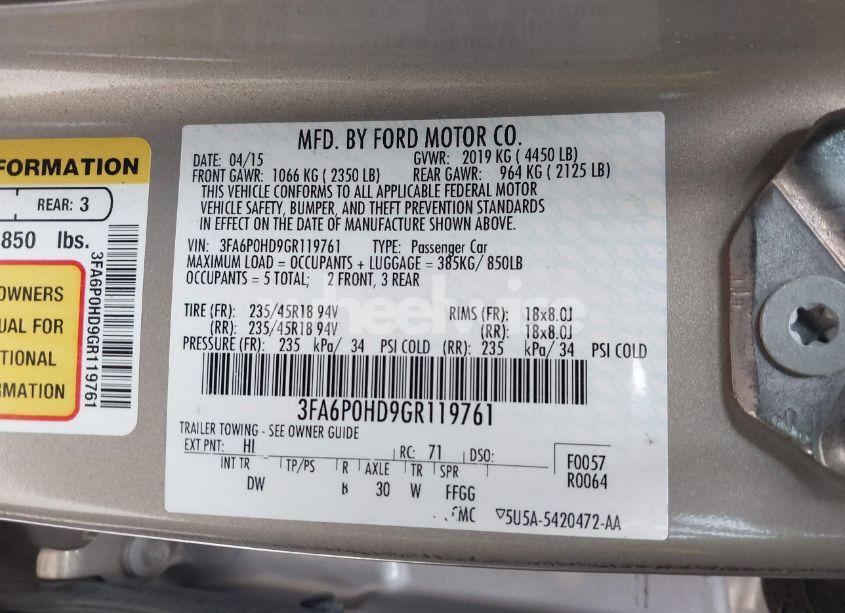 FORMATION
REAR: 3
850 lbs.
OWNERS
UAL FOR
TIONAL
RMATION
3FA6P0HD9GR119761
MFD. BY FORD MOTOR CO.
DATE: 04/15 GVWR: 2019 KG ( 4450 LB)
FRONT GAWR: 1066 KG ( 2350 LB) REAR GAWR: 964 KG ( 2125 LB)
THIS VEHICLE CONFORMS TO ALL APPLICABLE FEDERAL MOTOR
VEHICLE SAFETY, BUMPER, AND THEFT PREVENTION STANDARDS
IN EFFECT ON THE DATE OF MANUFACTURE SHOWN ABOVE.
VIN: 3FA6P0HD9GR119761 TYPE: Passenger Car
MAXIMUM LOAD = OCCUPANTS + LUGGAGE = 385KG/ 850LB
OCCUPANTS = 5 TOTAL; 2 FRONT, 3 REAR
TIRE (FR): 235/45R18 94V RIMS (FR): 18x8.0J
(RR): 235/45R18 94V (RR): 18x8.0J
PRESSURE (FR): 235 kPa/ 34 PSI COLD (RR): 235 kPa/ 34 PSI COLD
3FA6P0HD9GR119761
TRAILER TOWING - SEE OWNER GUIDE
EXT PNT: HI RC: 71 DSO:
INT TR TP/PS R AXLE TR SPR
DW 30 W FFGG
F0057
R0064
5U5A-5420472-AA